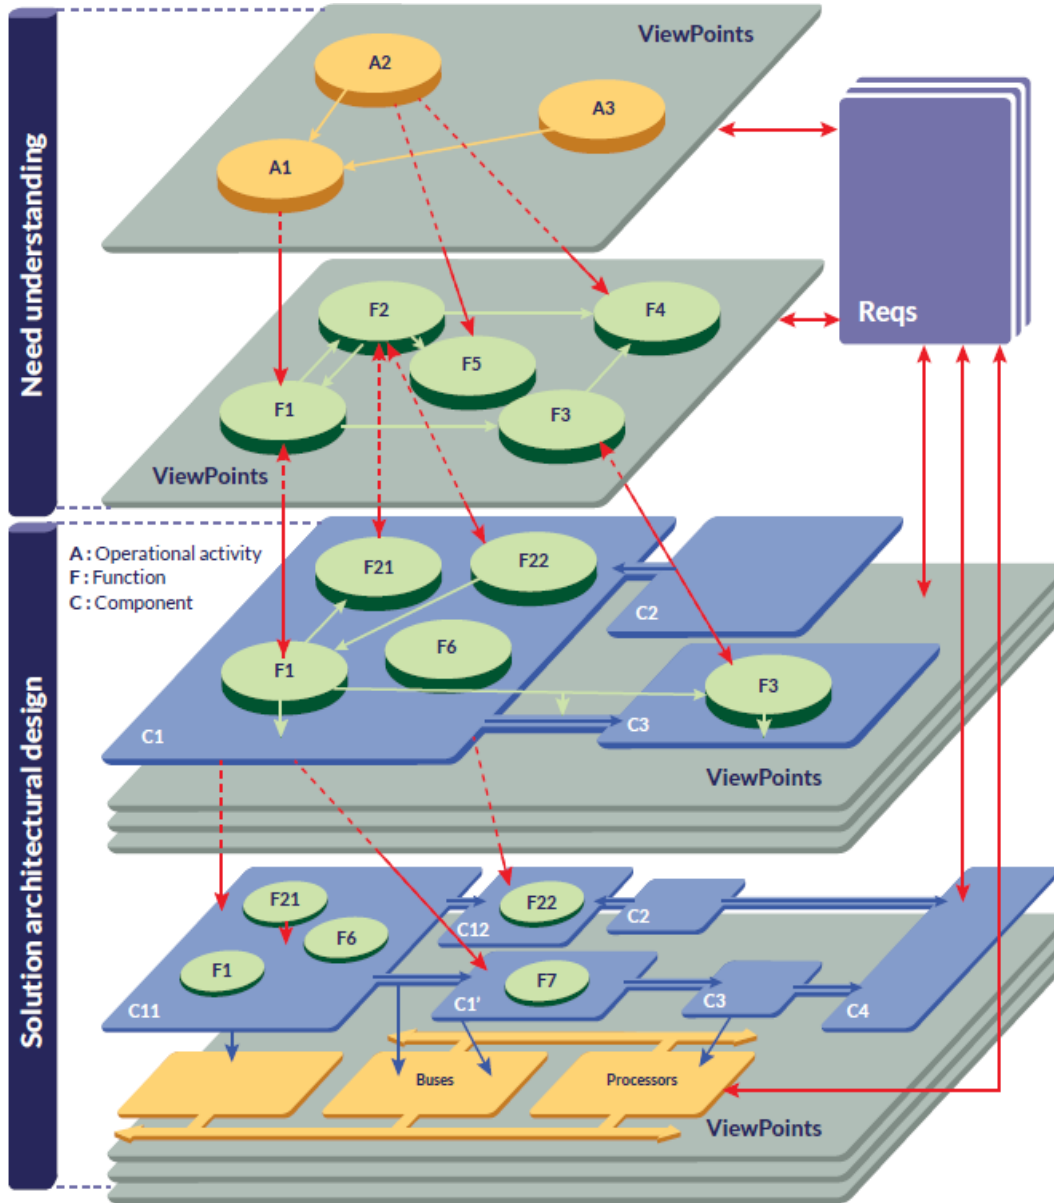 Need understanding
ViewPoints
A2
A3
A1
Reqs
F2
F4
F5
F1
F3
ViewPoints
Solution architectural design
A : Operational activity
F : Function
C : Component
F21
F22
C2
F6
F1
F3
C1
C3
ViewPoints
F21
F22
C2
F6
C12
F1
F7
C11
C1'
C3
C4
Buses
Processors
ViewPoints